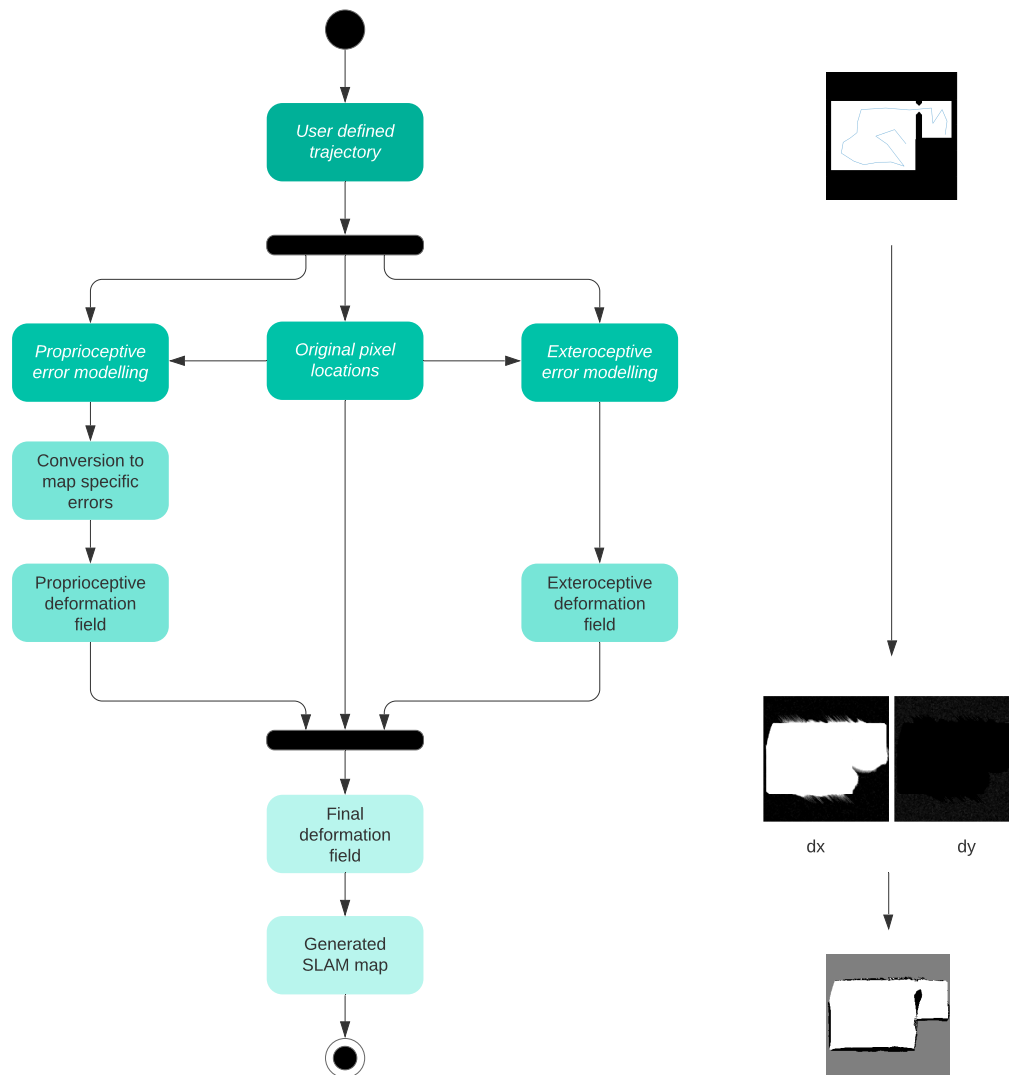 User defined
trajectory
Proprioceptive
error modelling
Original pixel
locations
Exteroceptive
error modelling
Conversion to
map specific
errors
Proprioceptive
deformation
field
Exteroceptive
deformation
field
Final
deformation
field
dx
dy
Generated
SLAM map